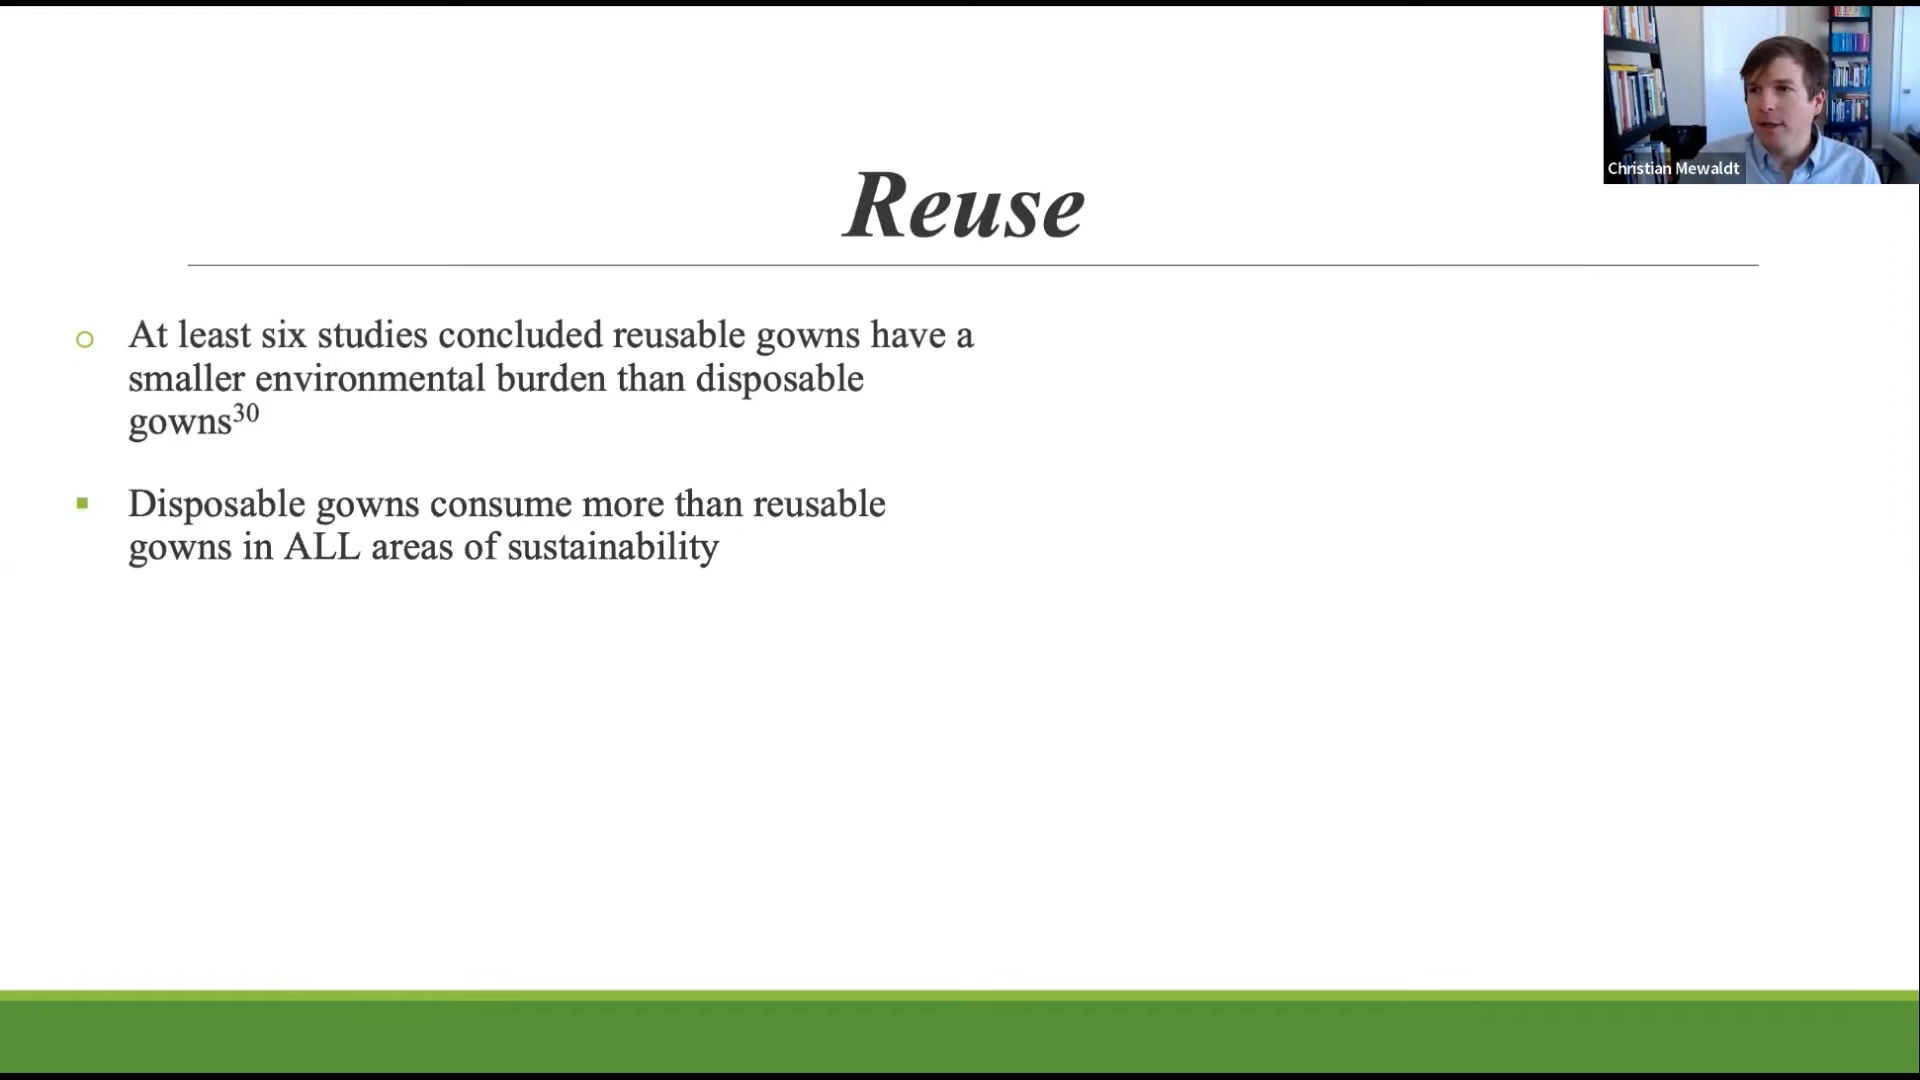 Christian Mewaldt
Reuse
At least six studies concluded reusable gowns have a
smaller environmental burden than disposable
gowns30
Disposable gowns consume more than reusable
gowns in ALL areas of sustainability